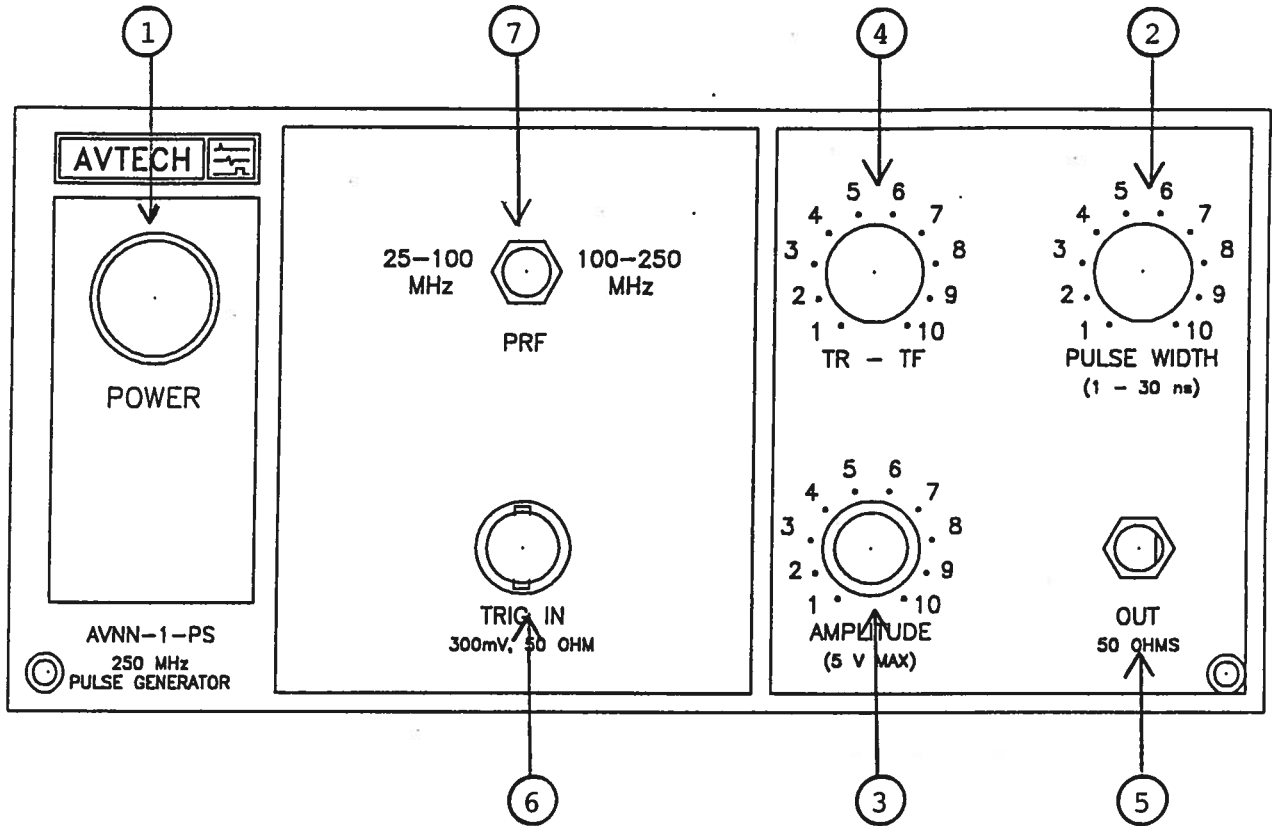 1
7
4
2
AVTECH
POWER
AVNN-1-PS
250 MHz
PULSE GENERATOR
25-100
MHz
100-250
MHz
PRF
TRIG IN
300mV, 50 OHM
1
2
3
4
5
6
7
8
9
10
TR - TF
1
2
3
4
5
6
7
8
9
10
PULSE WIDTH
(1 - 30 ns)
1
2
3
4
5
6
7
8
9
10
AMPLITUDE
(5 V MAX)
OUT
50 OHMS
6
3
5